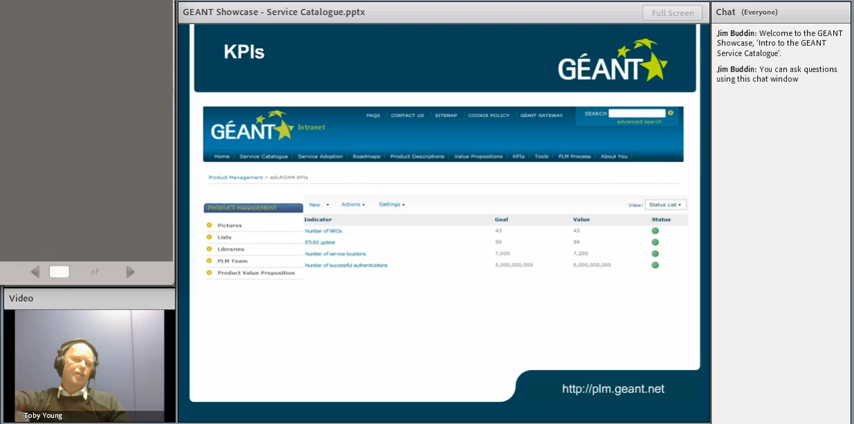 GEANT Showcase - Service Catalogue.pptx
Full Screen
Chat (Everyone)
Jim Buddin: Welcome to the GEANT
Showcase, 'Intro to the GEANT
Service Catalogue'.
Jim Buddin: You can ask questions
using this chat window
KPIs
GÉANT
GÉANT Intranet
FAQS CONTACT US SITEMAP COOKIE POLICY GÉANT GATEWAY
SEARCH
advanced search
Home Service Catalogue Service Adoption Roadmaps Product Descriptions Value Propositions KPIs Tools PLM Process About You
Product Management > eduROAM KPIs
PRODUCT MANAGEMENT
Pictures
Lists
Libraries
PLM Team
Product Value Proposition
New Actions Settings View: Status List
Indicator Goal Value Status
Number of NROs 43 43
ETLRS uptime 99 99
Number of service locations 7,000 7,200
Number of successful authentications 5,000,000,000 6,000,000,000
http://plm.geant.net
of
Video
Toby Young